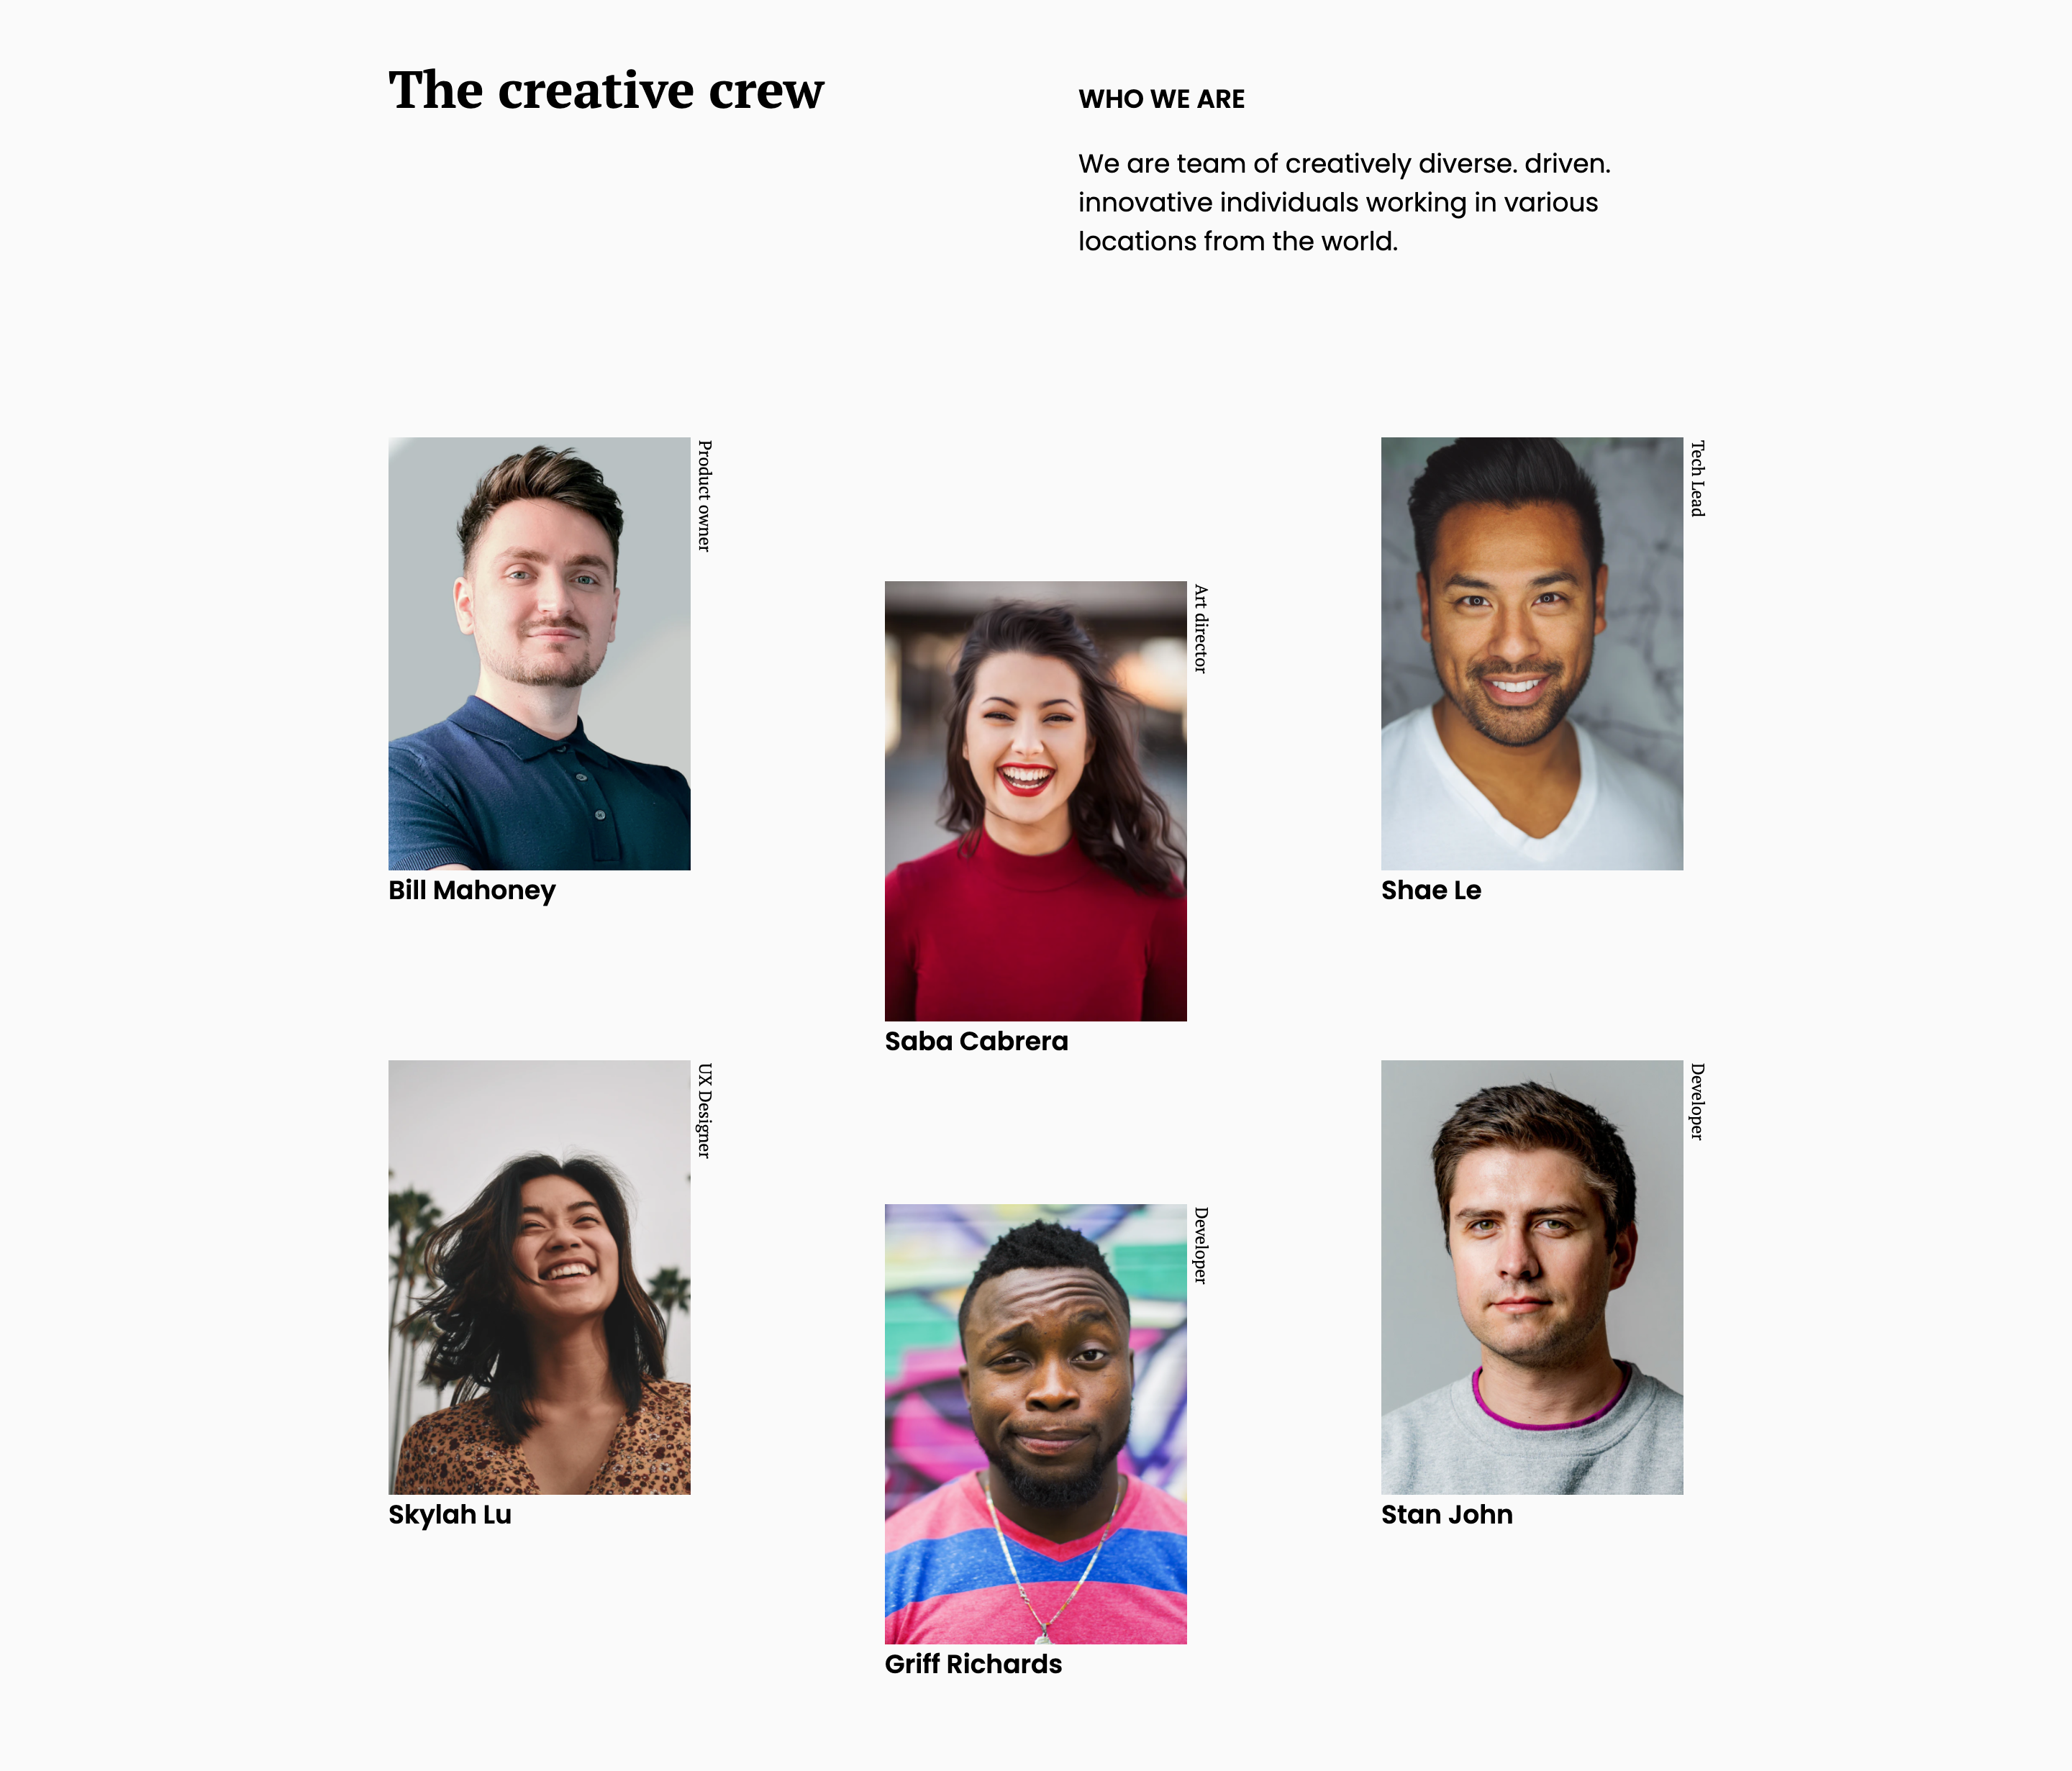 The creative crew
WHO WE ARE
We are team of creatively diverse. driven.
innovative individuals working in various
locations from the world.
Product owner
Bill Mahoney
Art director
Saba Cabrera
Tech Lead
Shae Le
UX Designer
Skylah Lu
Developer
Griff Richards
Developer
Stan John